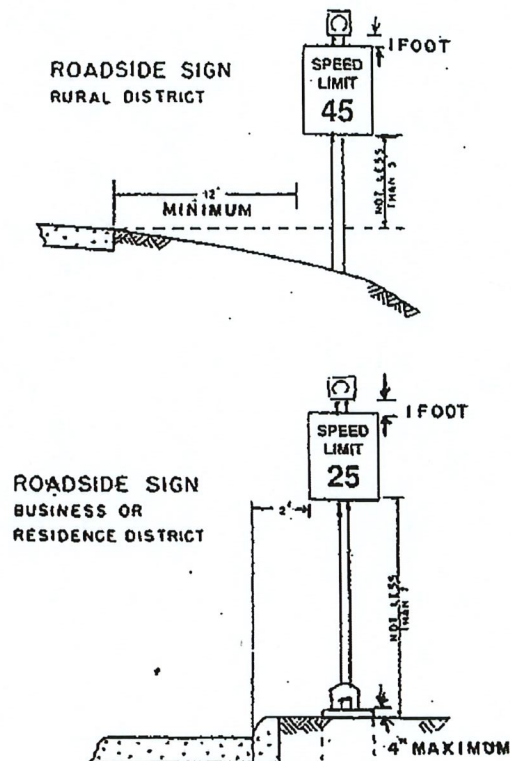 1 FOOT
ROADSIDE SIGN
RURAL DISTRICT
SPEED
LIMIT
45
NOT LESS
THAN 5
12'
MINIMUM
1 FOOT
ROADSIDE SIGN
BUSINESS OR
RESIDENCE DISTRICT
SPEED
LIMIT
25
2'
NOT LESS
THAN 7
4" MAXIMUM